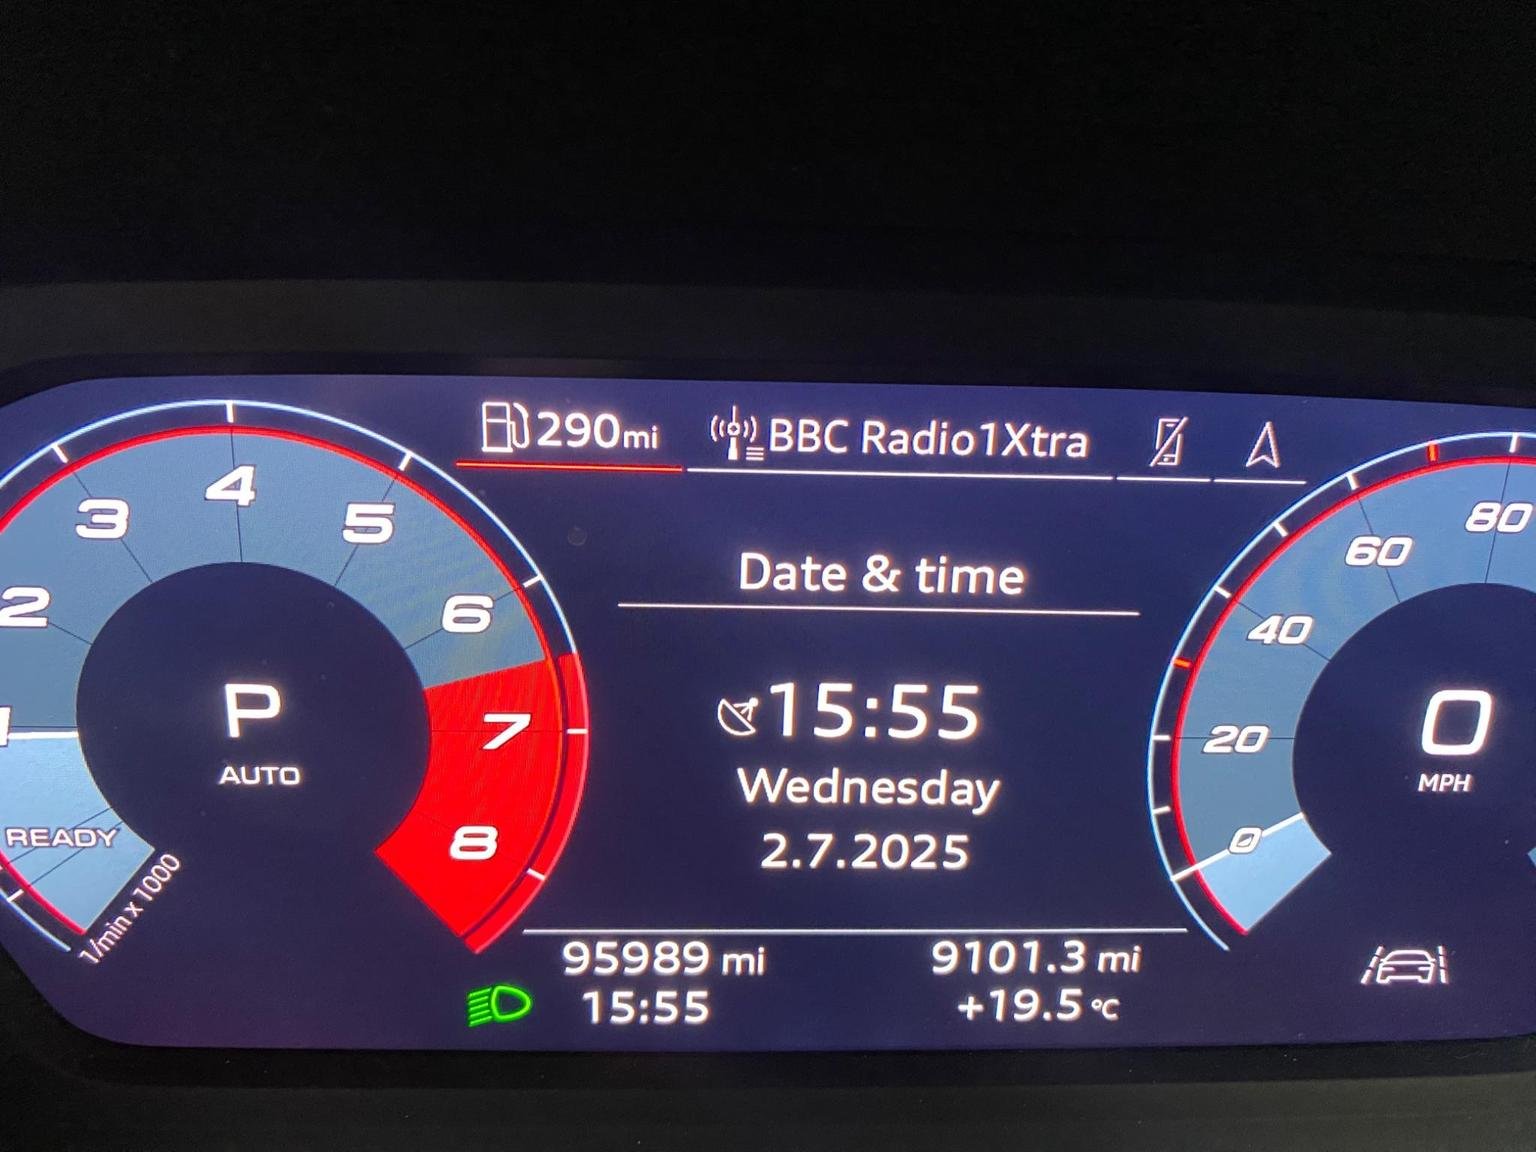 290mi
BBC Radio1Xtra
1
2
3
4
5
6
7
8
P
AUTO
READY
1/min x 1000
Date & time
15:55
Wednesday
2.7.2025
95989 mi
9101.3 mi
15:55
+19.5 °C
0
20
40
60
80
0
MPH